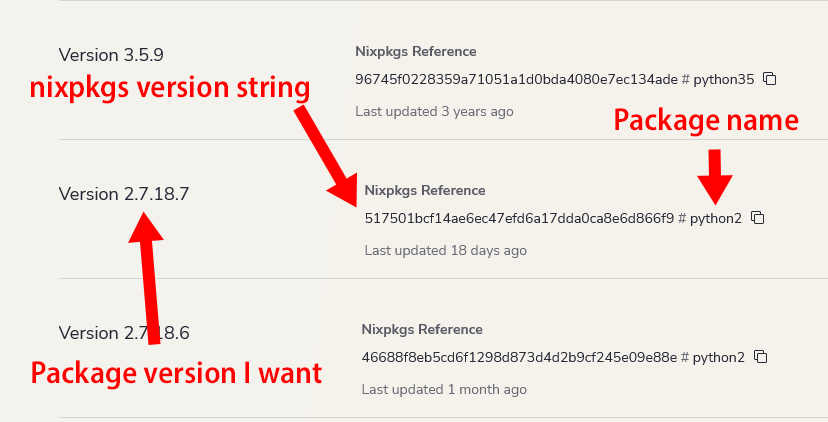 Version 3.5.9
Nixpkgs Reference
96745f0228359a71051a1d0bda4080e7ec134ade # python35
Last updated 3 years ago
nixpkgs version string
Package name
Version 2.7.18.7
Nixpkgs Reference
517501bcf14ae6ec47efd6a17dda0ca8e6d866f9 # python2
Last updated 18 days ago
Version 2.7.18.6
Nixpkgs Reference
46688f8eb5cd6f1298d873d4d2b9cf245e09e88e # python2
Last updated 1 month ago
Package version I want